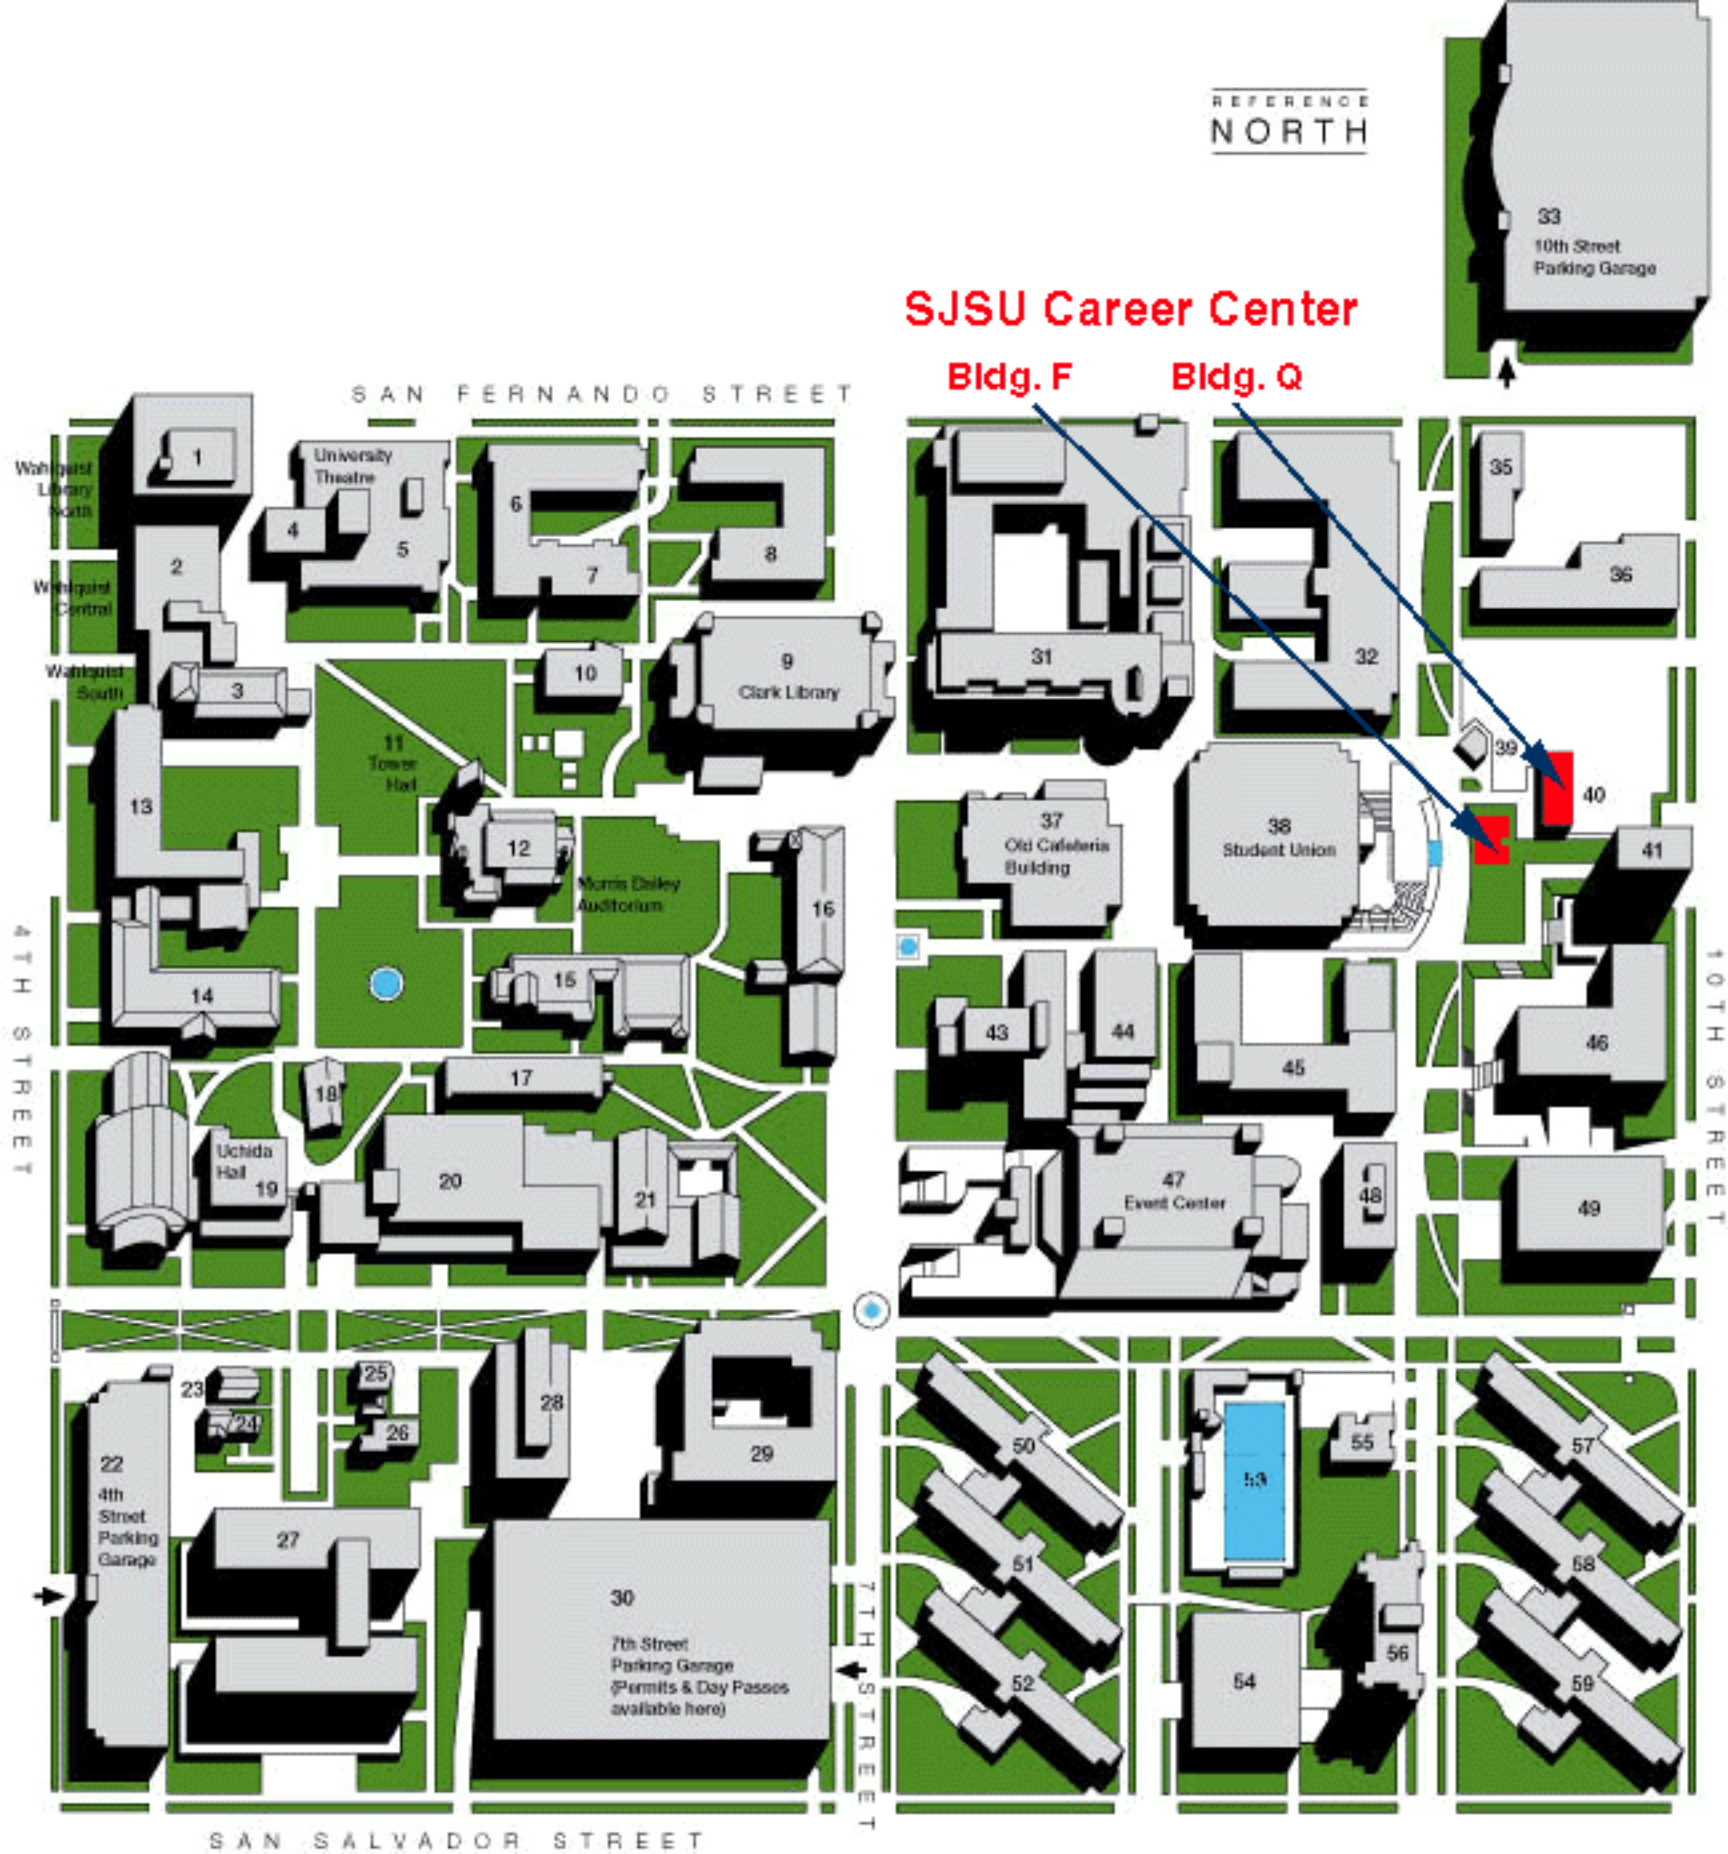 REFERENCE
NORTH
33
10th Street
Parking Garage
SJSU Career Center
Bldg. F
Bldg. Q
SAN FERNANDO STREET
1
Wahlquist
Library
North
University
Theatre
4
5
6
7
8
2
Wahlquist
Central
Wahlquist
South
3
10
9
Clark Library
31
32
35
36
11
Tower
Hall
13
12
Morris Dailey
Auditorium
16
37
Old Cafeteria
Building
38
Student Union
39
40
41
4TH STREET
14
15
43
44
45
46
10TH STREET
18
17
Uchida
Hall
19
20
21
47
Event Center
48
49
23
24
25
26
28
29
22
4th
Street
Parking
Garage
27
30
7th Street
Parking Garage
(Permits & Day Passes
available here)
7TH STREET
50
51
52
53
54
55
56
57
58
59
SAN SALVADOR STREET